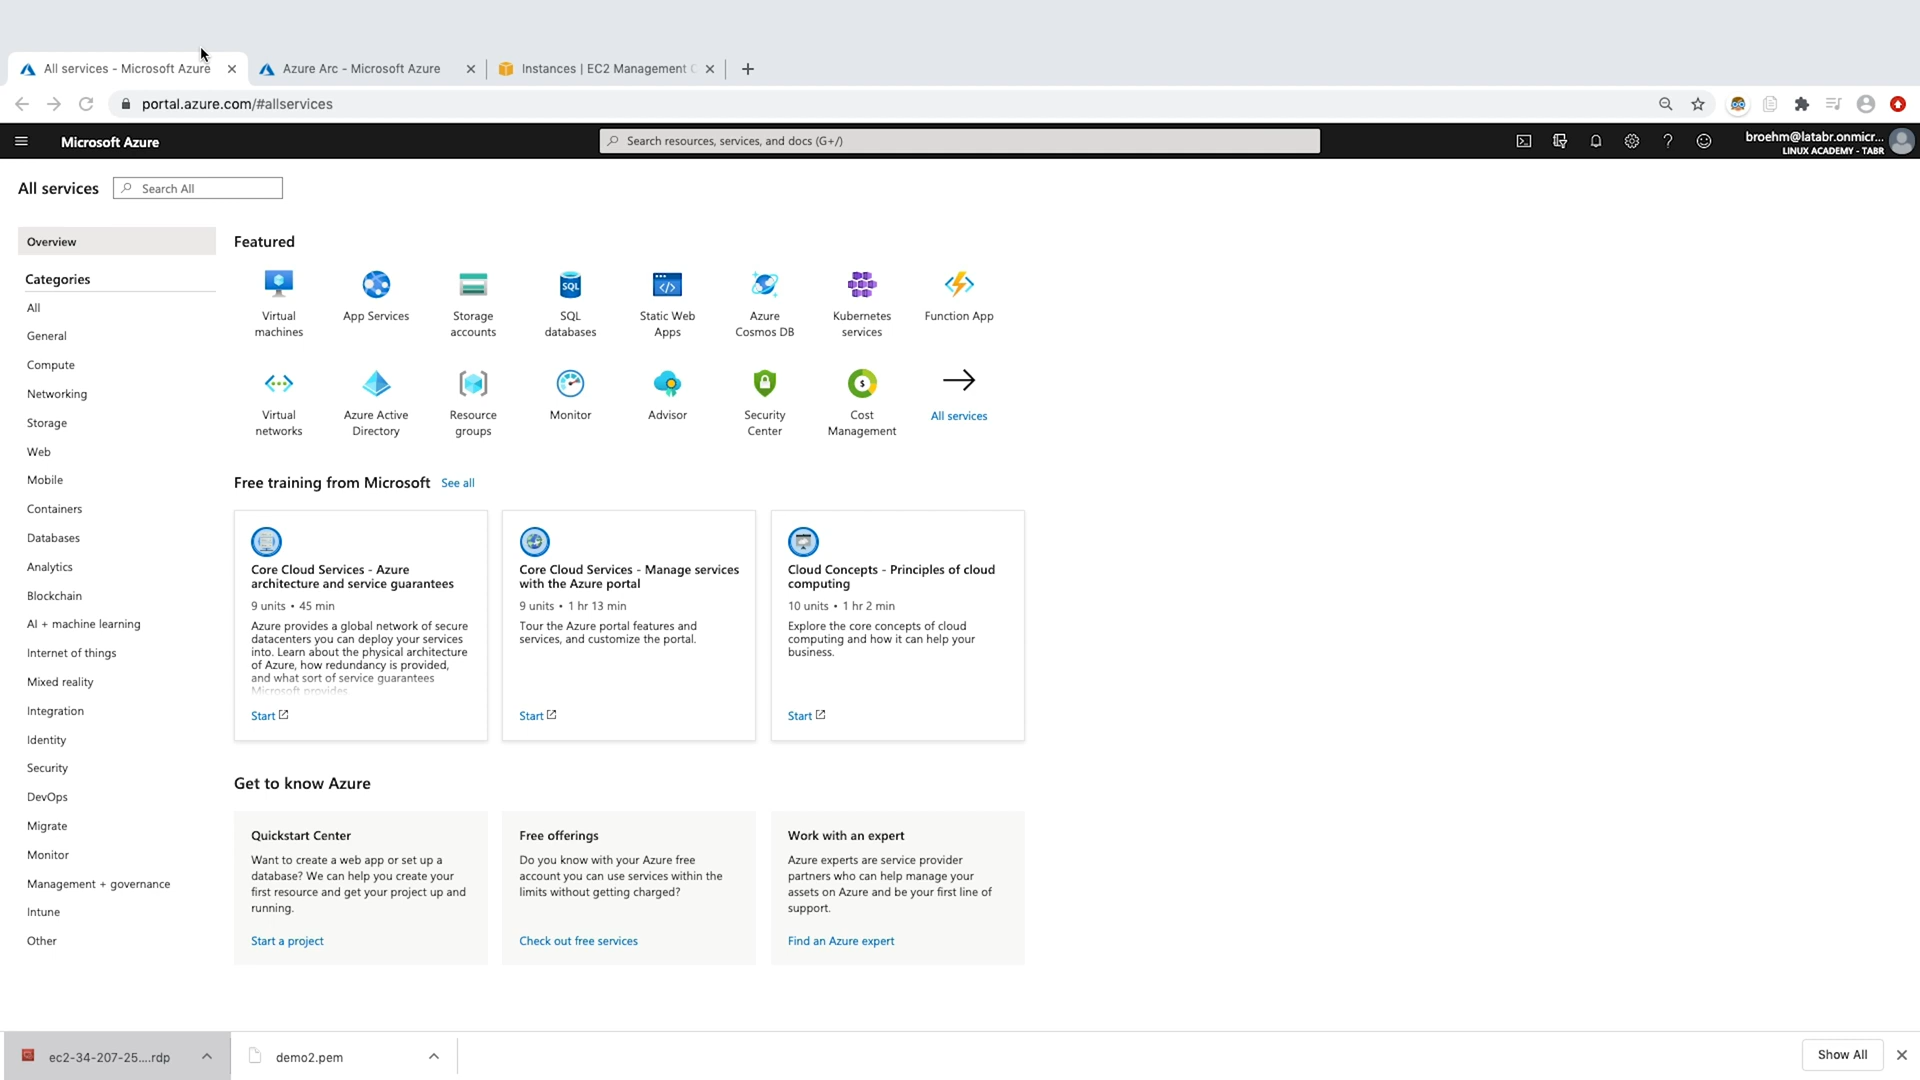 All services - Microsoft Azure
Azure Arc - Microsoft Azure
Instances | EC2 Management
portal.azure.com/#allservices
Microsoft Azure
Search resources, services, and docs (G+/)
broehm@latabr.onmicr...
LINUX ACADEMY - TABR
All services
Search All
Overview
Categories
All
General
Compute
Networking
Storage
Web
Mobile
Containers
Databases
Analytics
Blockchain
AI + machine learning
Internet of things
Mixed reality
Integration
Identity
Security
DevOps
Migrate
Monitor
Management + governance
Intune
Other
Featured
Virtual
machines
App Services
Storage
accounts
SQL
SQL
databases
Static Web
Apps
Azure
Cosmos DB
Kubernetes
services
Function App
Virtual
networks
Azure Active
Directory
Resource
groups
Monitor
Advisor
Security
Center
Cost
Management
All services
Free training from Microsoft See all
Core Cloud Services - Azure
architecture and service guarantees
9 units • 45 min
Azure provides a global network of secure
datacenters you can deploy your services
into. Learn about the physical architecture
of Azure, how redundancy is provided,
and what sort of service guarantees
Microsoft provides.
Start
Core Cloud Services - Manage services
with the Azure portal
9 units • 1 hr 13 min
Tour the Azure portal features and
services, and customize the portal.
Start
Cloud Concepts - Principles of cloud
computing
10 units • 1 hr 2 min
Explore the core concepts of cloud
computing and how it can help your
business.
Start
Get to know Azure
Quickstart Center
Want to create a web app or set up a
database? We can help you create your
first resource and get your project up and
running.
Start a project
Free offerings
Do you know with your Azure free
account you can use services within the
limits without getting charged?
Check out free services
Work with an expert
Azure experts are service provider
partners who can help manage your
assets on Azure and be your first line of
support.
Find an Azure expert
ec2-34-207-25....rdp
demo2.pem
Show All